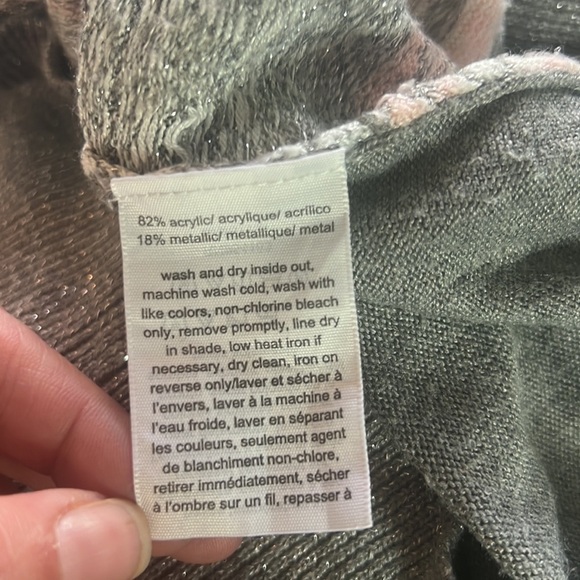 82% acrylic/ acrylique/ acrílico
18% metallic/ metallique/ metal
wash and dry inside out,
machine wash cold, wash with
like colors, non-chlorine bleach
only, remove promptly, line dry
in shade, low heat iron if
necessary, dry clean, iron on
reverse only/laver et sécher à
l'envers, laver à la machine à
l'eau froide, laver en séparant
les couleurs, seulement agent
de blanchiment non-chlore,
retirer immédiatement, sécher
à l'ombre sur un fil, repasser à